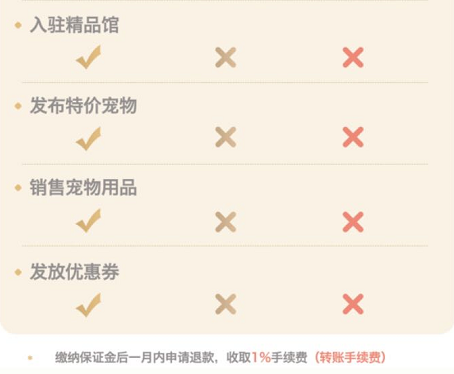 入驻精品馆
发布特价宠物
销售宠物用品
发放优惠券
缴纳保证金后一月内申请退款，收取1%手续费（转账手续费）